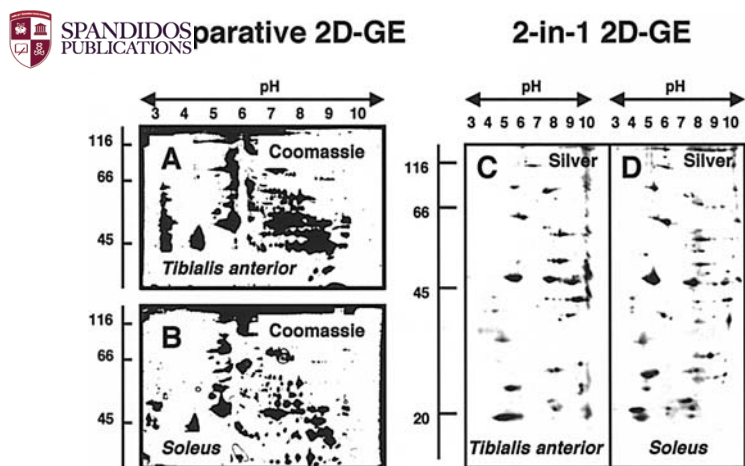 SPANDIDOS
PUBLICATIONS
parative 2D-GE
2-in-1 2D-GE
pH
3 4 5 6 7 8 9 10
116
66
45
A
Coomassie
Tibialis anterior
116
66
45
B
Coomassie
Soleus
pH
pH
3 4 5 6 7 8 9 10
3 4 5 6 7 8 9 10
116
66
45
20
C
Silver
Tibialis anterior
D
Silver
Soleus